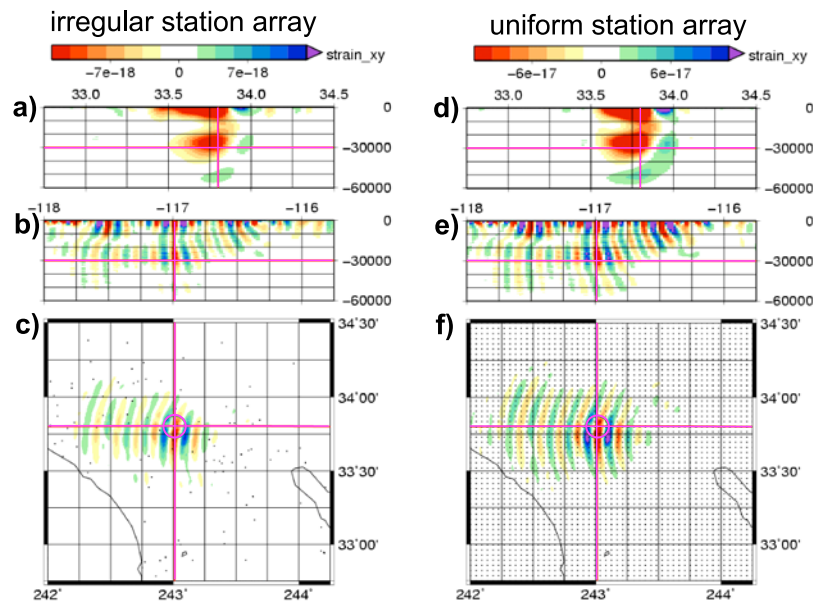 irregular station array
uniform station array
strain_xy
−7e−18 0 7e−18
strain_xy
−6e−17 0 6e−17
33.0 33.5 34.0 34.5
33.0 33.5 34.0 34.5
a)
0
−30000
−60000
d)
0
−30000
−60000
−118 −117 −116
−118 −117 −116
b)
0
−30000
−60000
e)
0
−30000
−60000
c)
34˚30'
34˚00'
33˚30'
33˚00'
242˚ 243˚ 244˚
f)
34˚30'
34˚00'
33˚30'
33˚00'
242˚ 243˚ 244˚